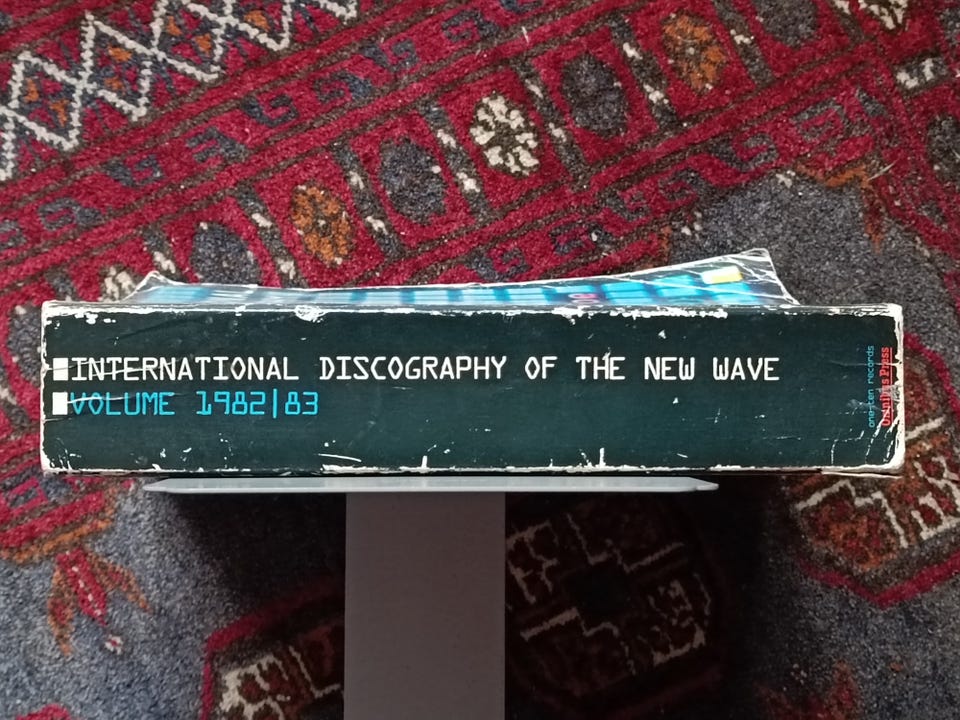 INTERNATIONAL DISCOGRAPHY OF THE NEW WAVE
VOLUME 1982|83
one-ten records
Omnibus Press